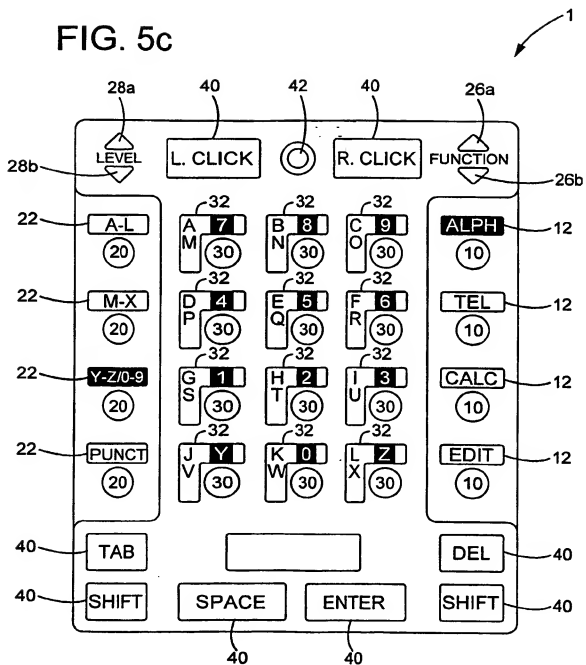 FIG. 5c
1
28a 40 42 40 26a
LEVEL L. CLICK R. CLICK FUNCTION
28b 26b
32 32 32
22 A-L A 7 B 8 C 9 ALPH 12
M N O
20 30 30 30 10
32 32 32
22 M-X D 4 E 5 F 6 TEL 12
P Q R
20 30 30 30 10
32 32 32
22 Y-Z/0-9 G 1 H 2 I 3 CALC 12
S T U
20 30 30 30 10
32 32 32
22 PUNCT J Y K 0 L Z EDIT 12
V W X
20 30 30 30 10
40 TAB DEL 40
40 SHIFT SPACE ENTER SHIFT 40
40 40